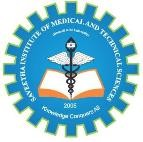 SAVEETHA INSTITUTE OF MEDICAL AND TECHNICAL SCIENCES
2005
Knowledge Conquers All